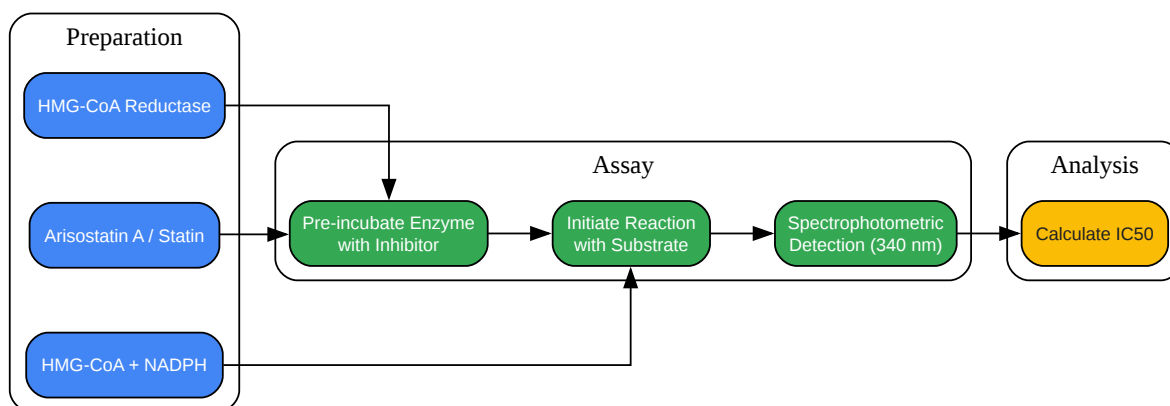 Preparation
HMG-CoA Reductase
Arisostatin A / Statin
HMG-CoA + NADPH
Assay
Pre-incubate Enzyme
with Inhibitor
Initiate Reaction
with Substrate
Spectrophotometric
Detection (340 nm)
Analysis
Calculate IC50